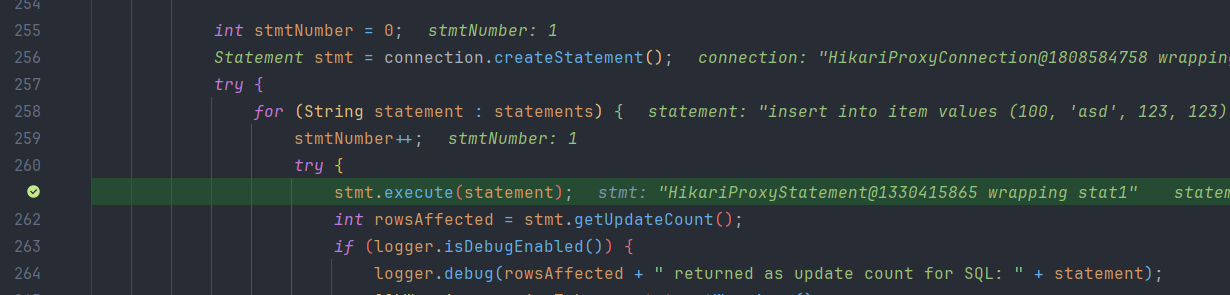 254
255 int stmtNumber = 0; stmtNumber: 1
256 Statement stmt = connection.createStatement(); connection: "HikariProxyConnection@1808584758 wrapping
257 try {
258 for (String statement : statements) { statement: "insert into item values (100, 'asd', 123, 123)
259 stmtNumber++; stmtNumber: 1
260 try {
stmt.execute(statement); stmt: "HikariProxyStatement@1330415865 wrapping stat1" statem
262 int rowsAffected = stmt.getUpdateCount();
263 if (logger.isDebugEnabled()) {
264 logger.debug(rowsAffected + " returned as update count for SQL: " + statement);